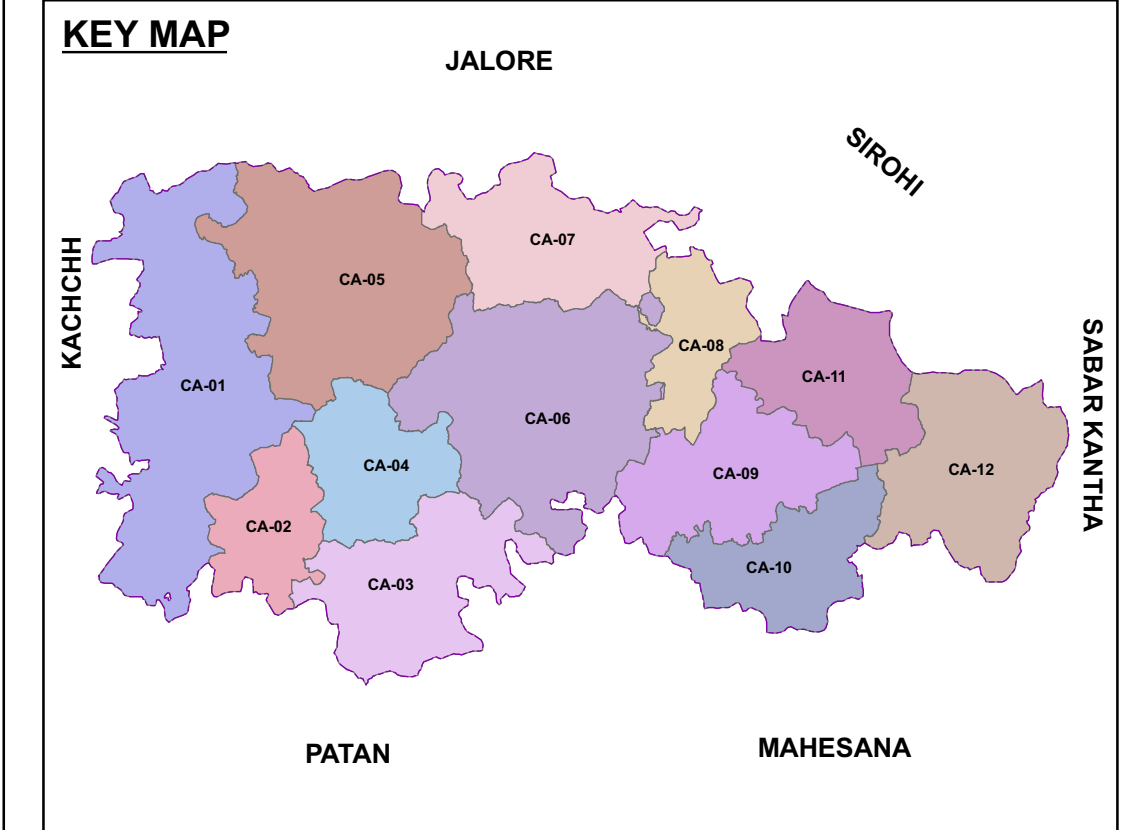 KEY MAP
JALORE
SIROHI
KACHCHH
CA-07
CA-05
CA-08
CA-11
CA-01
CA-06
CA-04
CA-09
CA-12
SABAR KANTHA
CA-02
CA-10
CA-03
PATAN
MAHESANA